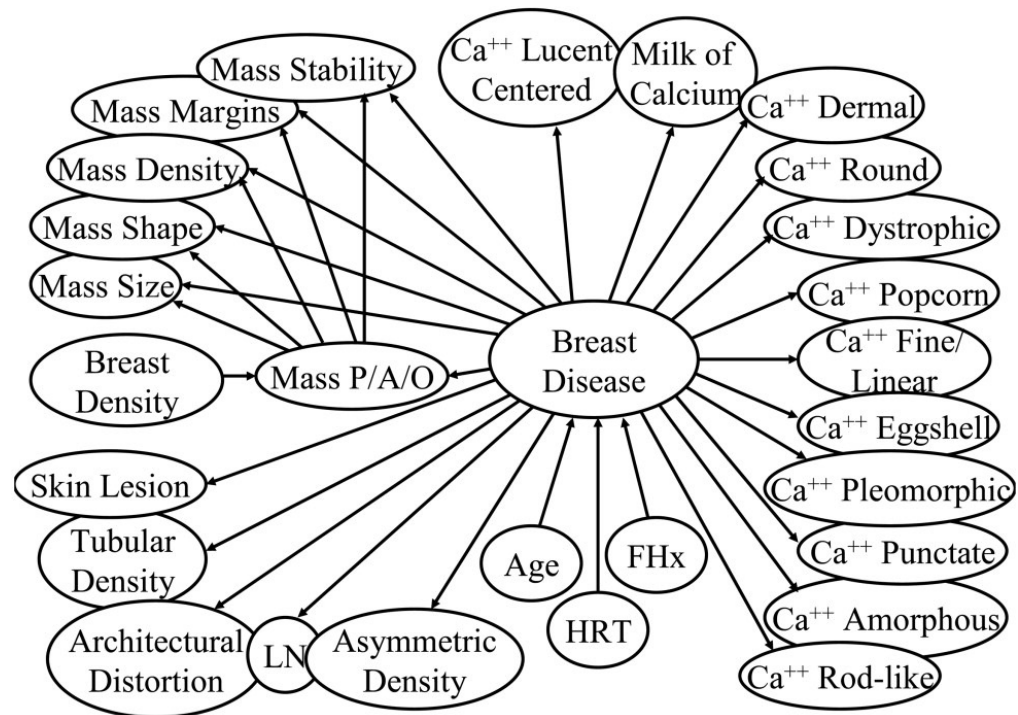 Mass Stability
Mass Margins
Mass Density
Mass Shape
Mass Size
Breast
Density
Mass P/A/O
Skin Lesion
Tubular
Density
Architectural
Distortion
LN
Asymmetric
Density
Breast
Disease
Age
HRT
FHx
Ca⁺⁺ Lucent
Centered
Milk of
Calcium
Ca⁺⁺ Dermal
Ca⁺⁺ Round
Ca⁺⁺ Dystrophic
Ca⁺⁺ Popcorn
Ca⁺⁺ Fine/
Linear
Ca⁺⁺ Eggshell
Ca⁺⁺ Pleomorphic
Ca⁺⁺ Punctate
Ca⁺⁺ Amorphous
Ca⁺⁺ Rod-like